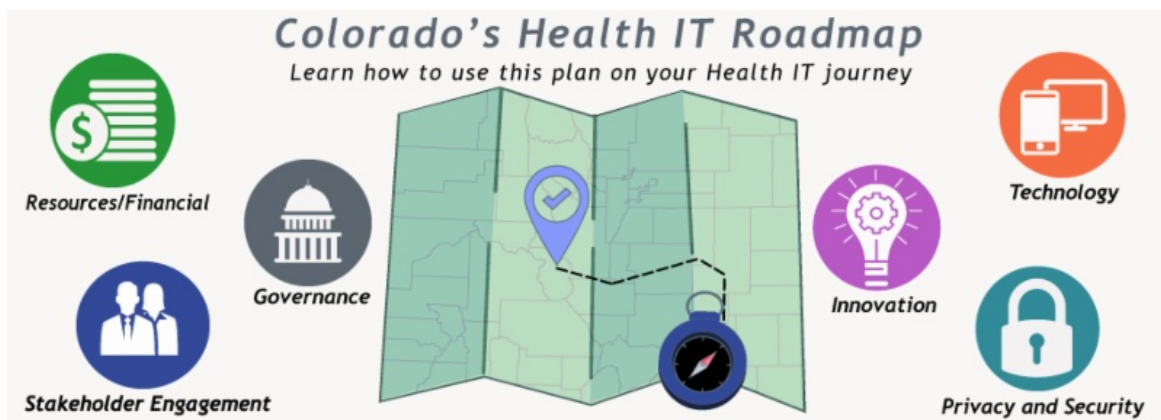 Colorado's Health IT Roadmap
Learn how to use this plan on your Health IT journey
$
Resources/Financial
Governance
Stakeholder Engagement
Technology
Innovation
Privacy and Security